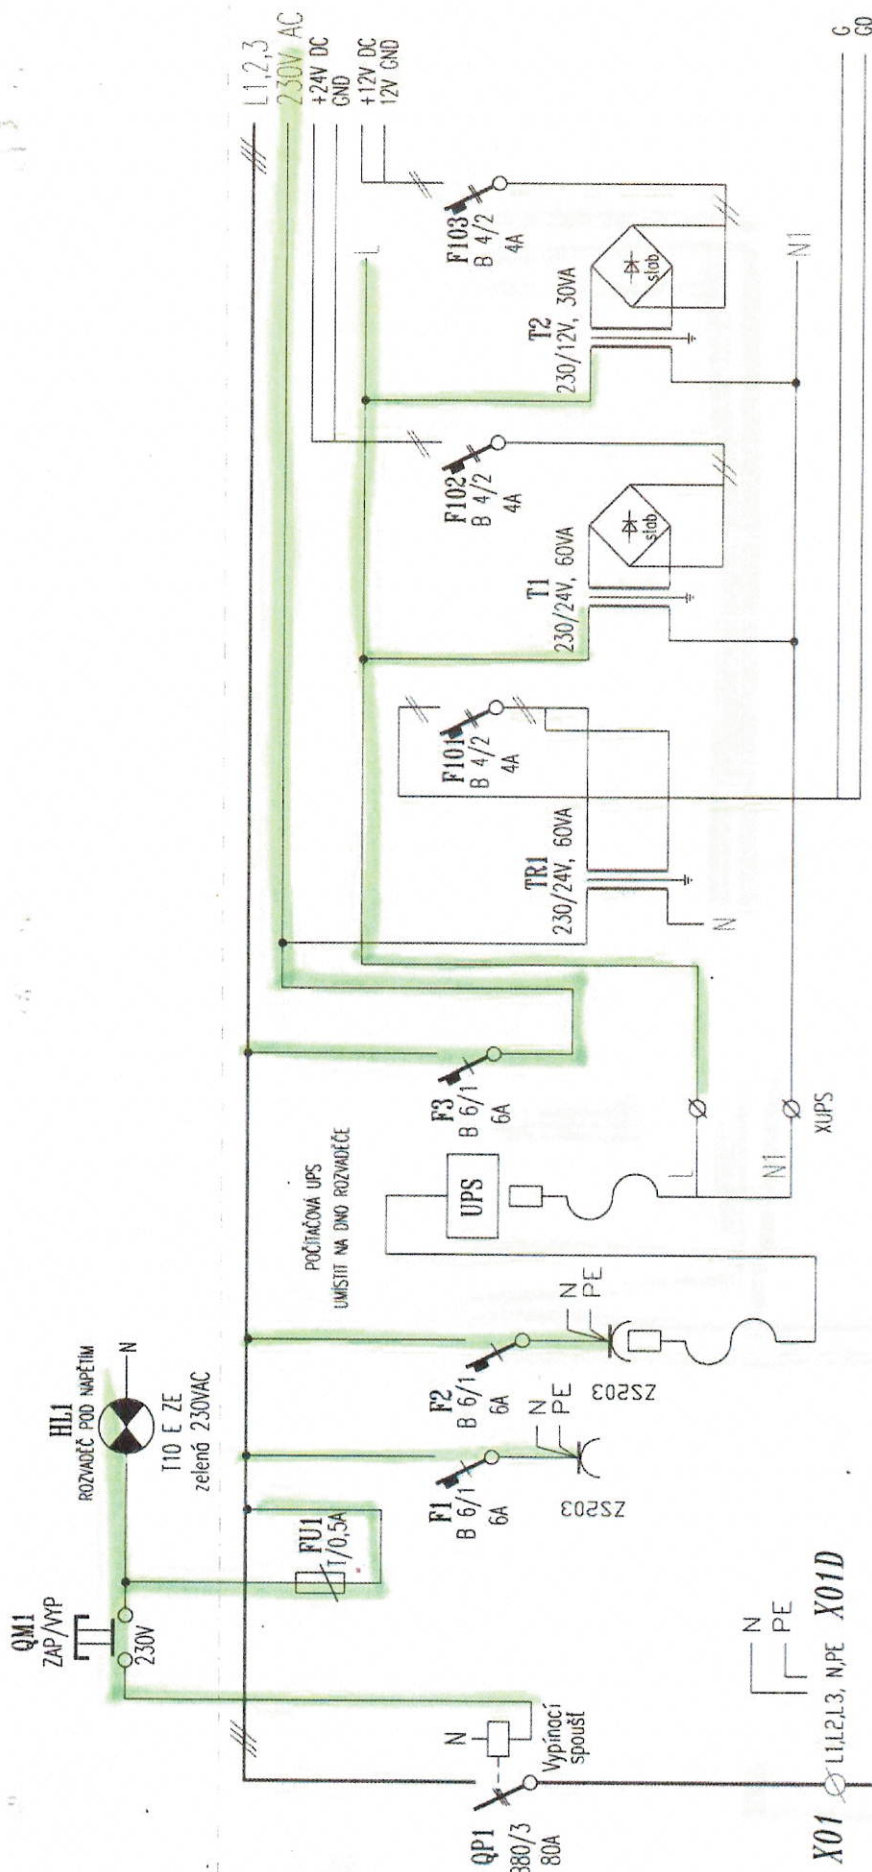 QM1
ZAP/VYP
230V
HL1
ROZVADĚČ POD NAPĚTÍM
N
T10 E ZE
zelená 230VAC
L1,2,3
230V AC
+24V DC
GND
+12V DC
12V GND
FU1
T/0,5A
POČÍTAČOVÁ UPS
UMÍSTIT NA DNO ROZVADĚČE
L
QP1
B80/3
80A
N
Vypínací
spoušť
F1
B 6/1
6A
N
PE
ZS203
F2
B 6/1
6A
N
PE
ZS203
UPS
F3
B 6/1
6A
F101
B 4/2
4A
F102
B 4/2
4A
F103
B 4/2
4A
TR1
230/24V, 60VA
N
T1
230/24V, 60VA
stab
T2
230/12V, 30VA
stab
L
N1
XUPS
N1
N
PE
X01
L1,L2,L3, N,PE
X01D
G
G0